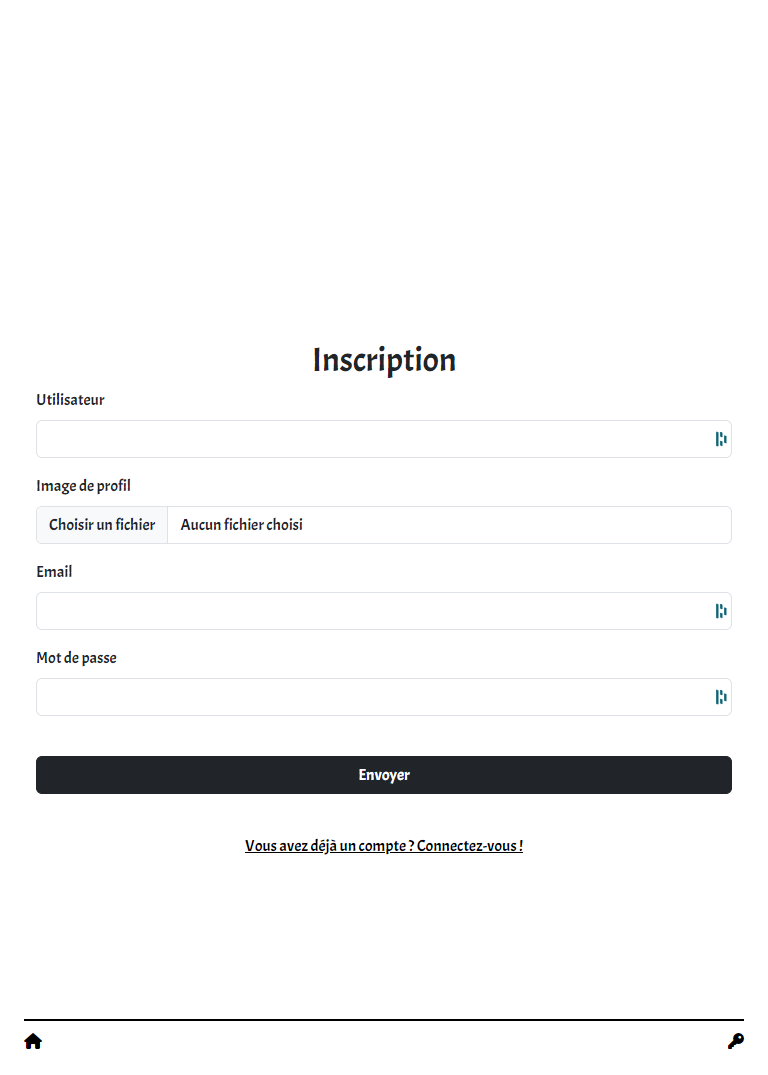 Inscription
Utilisateur
Image de profil
Choisir un fichier Aucun fichier choisi
Email
Mot de passe
Envoyer
Vous avez déjà un compte ? Connectez-vous !